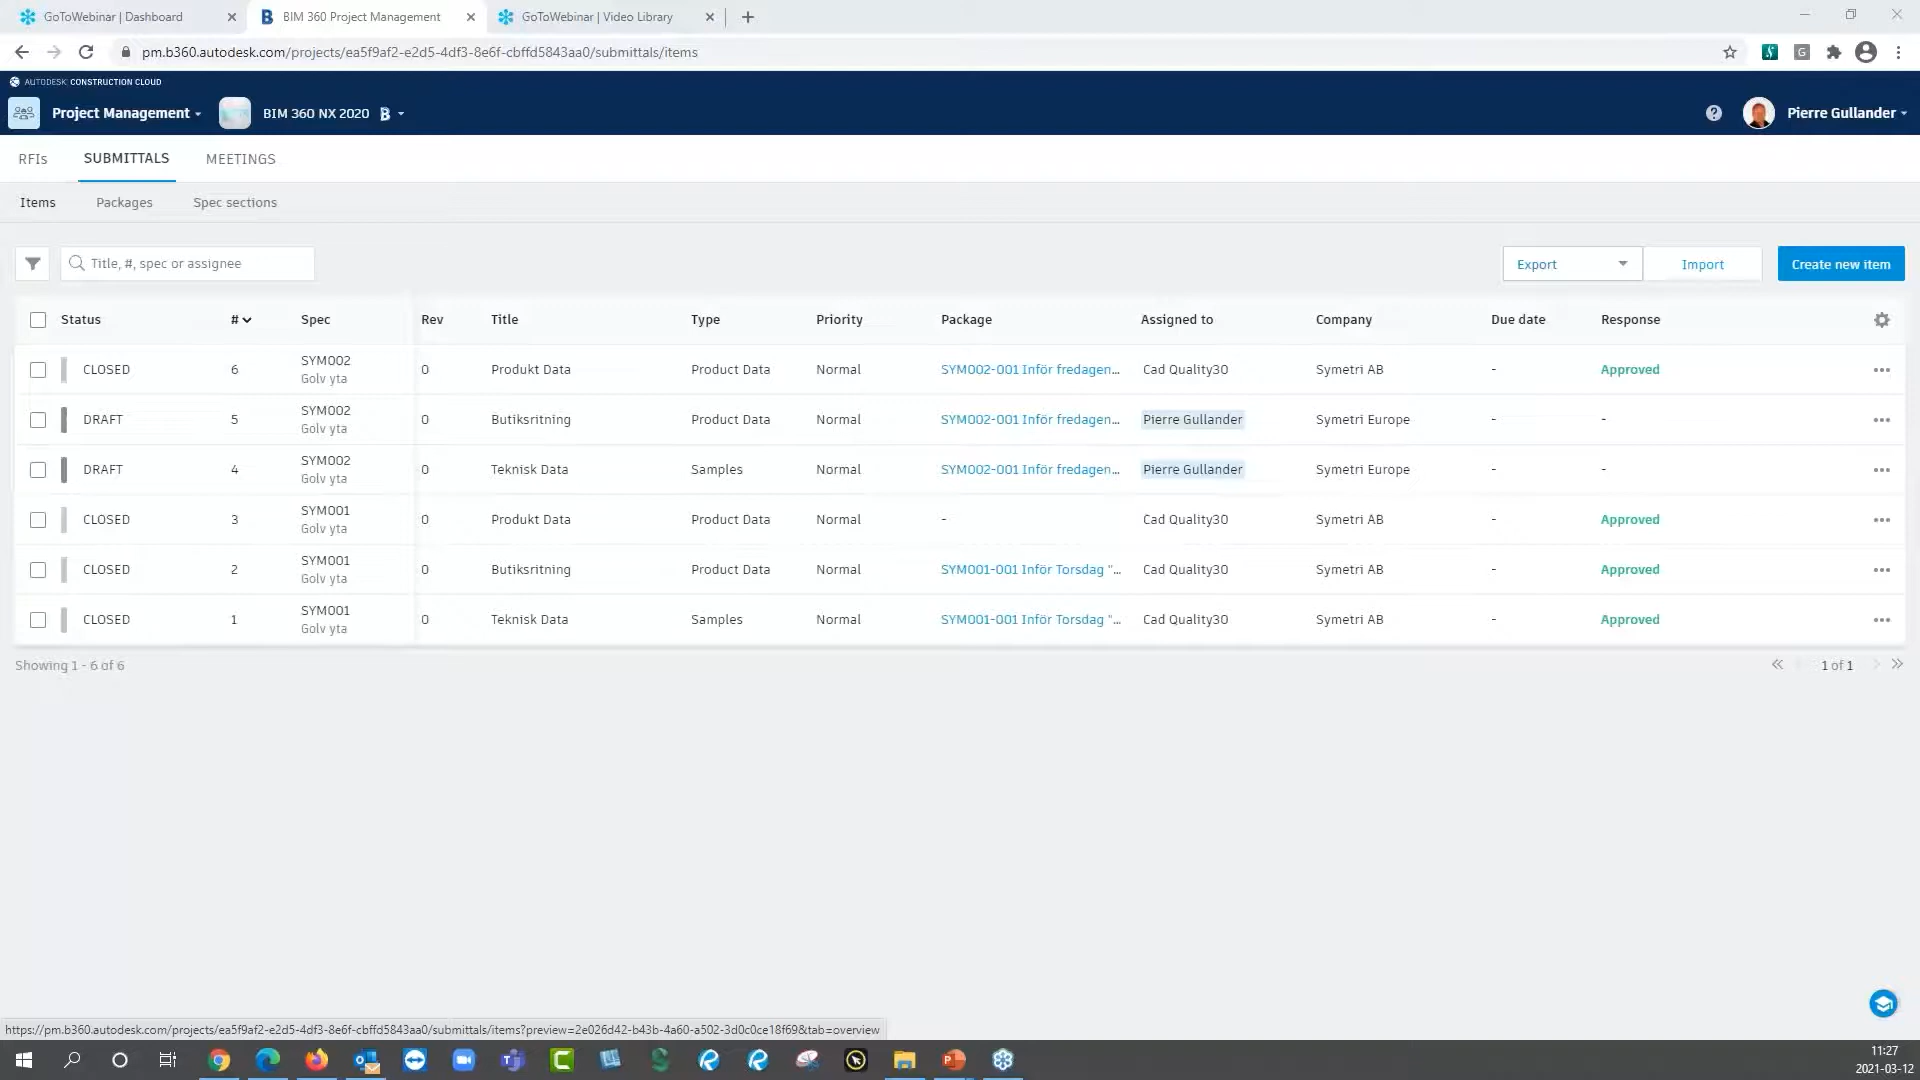 GoToWebinar | Dashboard
BIM 360 Project Management
GoToWebinar | Video Library
pm.b360.autodesk.com/projects/ea5f9af2-e2d5-4df3-8e6f-cbffd5843aa0/submittals/items
AUTODESK CONSTRUCTION CLOUD
Project Management
BIM 360 NX 2020
Pierre Gullander
RFIs SUBMITTALS MEETINGS
Items Packages Spec sections
Title, #, spec or assignee
Export
Import
Create new item
Status # Spec Rev Title Type Priority Package Assigned to Company Due date Response
CLOSED 6 SYM002 0 Produkt Data Product Data Normal SYM002-001 Inför fredagen... Cad Quality30 Symetri AB - Approved
Golv yta
DRAFT 5 SYM002 0 Butiksritning Product Data Normal SYM002-001 Inför fredagen... Pierre Gullander Symetri Europe - -
Golv yta
DRAFT 4 SYM002 0 Teknisk Data Samples Normal SYM002-001 Inför fredagen... Pierre Gullander Symetri Europe - -
Golv yta
CLOSED 3 SYM001 0 Produkt Data Product Data Normal - Cad Quality30 Symetri AB - Approved
Golv yta
CLOSED 2 SYM001 0 Butiksritning Product Data Normal SYM001-001 Inför Torsdag "... Cad Quality30 Symetri AB - Approved
Golv yta
CLOSED 1 SYM001 0 Teknisk Data Samples Normal SYM001-001 Inför Torsdag "... Cad Quality30 Symetri AB - Approved
Golv yta
Showing 1 - 6 of 6
1 of 1
https://pm.b360.autodesk.com/projects/ea5f9af2-e2d5-4df3-8e6f-cbffd5843aa0/submittals/items?preview=2e026d42-b43b-4a60-a502-3d0c0ce18f69&tab=overview
11:27
2021-03-12